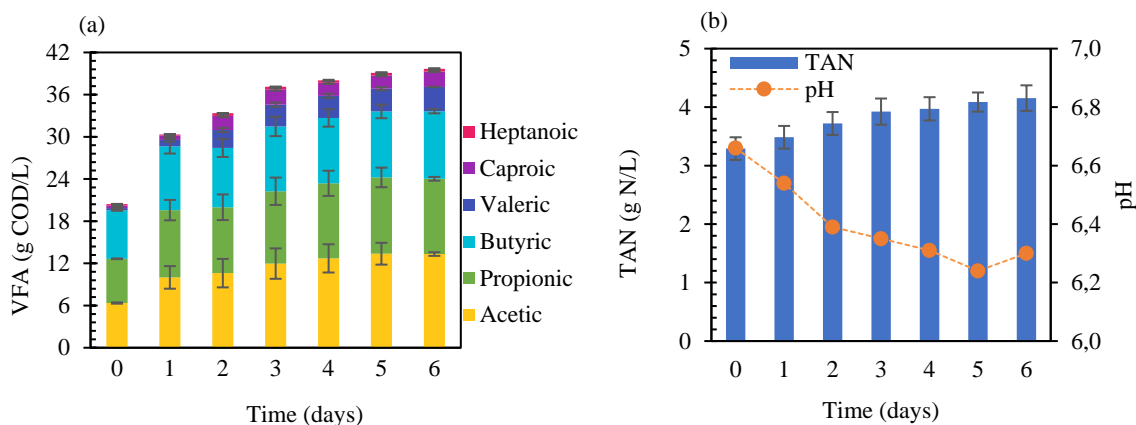 (a)
VFA (g COD/L)
42
36
30
24
18
12
6
0
0 1 2 3 4 5 6
Time (days)
Heptanoic
Caproic
Valeric
Butyric
Propionic
Acetic
(b)
TAN (g N/L)
5
4
3
2
1
0
TAN
pH
0 1 2 3 4 5 6
Time (days)
7,0
6,8
6,6
6,4
6,2
6,0
pH